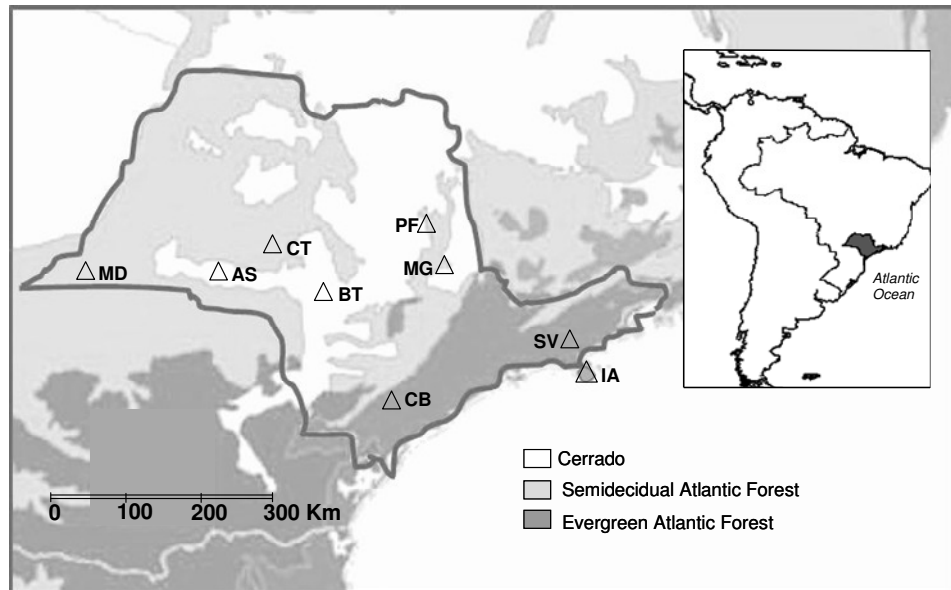 PF
CT
MG
MD
AS
BT
Atlantic
Ocean
SV
IA
CB
Cerrado
Semidecidual Atlantic Forest
Evergreen Atlantic Forest
0 100 200 300 Km